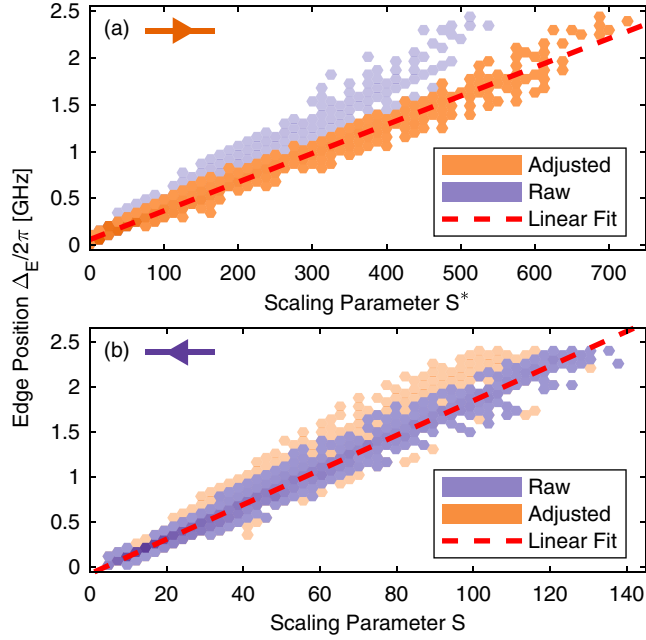 (a)
2.5
2
1.5
1
0.5
0
0 100 200 300 400 500 600 700
Adjusted
Raw
Linear Fit
Scaling Parameter S*
Edge Position Δ_E/2π [GHz]
(b)
2.5
2
1.5
1
0.5
0
0 20 40 60 80 100 120 140
Raw
Adjusted
Linear Fit
Scaling Parameter S